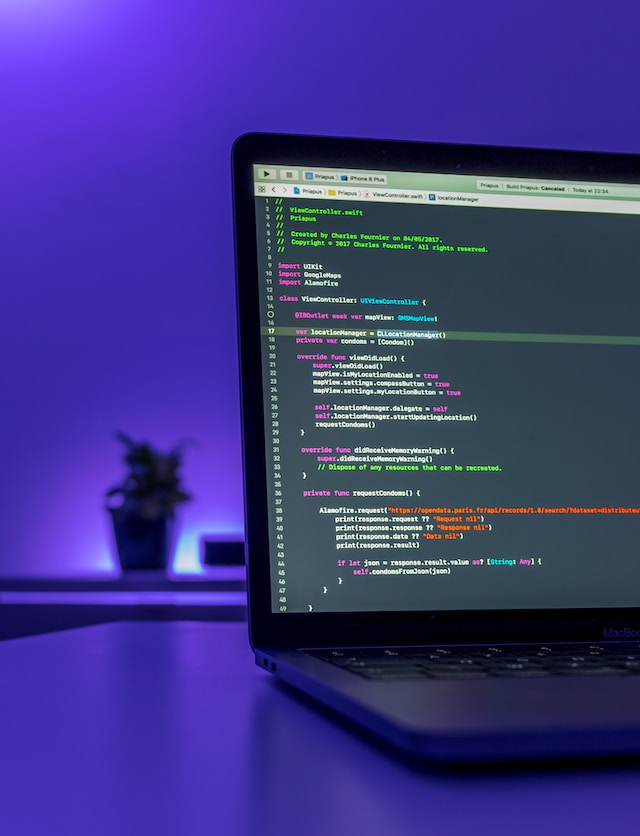 Priapus iPhone 8 Plus
Priapus | Build Priapus: Canceled | Today at 22:34
Priapus Priapus ViewController.swift locationManager
1 //
2 // ViewController.swift
3 // Priapus
4 //
5 // Created by Charles Fournier on 04/05/2017.
6 // Copyright © 2017 Charles Fournier. All rights reserved.
7 //
8
9 import UIKit
10 import GoogleMaps
11 import Alamofire
12
13 class ViewController: UIViewController {
14
@IBOutlet weak var mapView: GMSMapView!
16
17 var locationManager = CLLocationManager()
18 private var condoms = [Condom]()
19
20 override func viewDidLoad() {
21 super.viewDidLoad()
22 mapView.isMyLocationEnabled = true
23 mapView.settings.compassButton = true
24 mapView.settings.myLocationButton = true
25
26 self.locationManager.delegate = self
27 self.locationManager.startUpdatingLocation()
28 requestCondoms()
29 }
30
31 override func didReceiveMemoryWarning() {
32 super.didReceiveMemoryWarning()
33 // Dispose of any resources that can be recreated.
34 }
35
36 private func requestCondoms() {
37
38 Alamofire.request("https://opendata.paris.fr/api/records/1.0/search/?dataset=distributeu
39 print(response.request ?? "Request nil")
40 print(response.response ?? "Response nil")
41 print(response.data ?? "Data nil")
42 print(response.result)
43
44 if let json = response.result.value as? [String: Any] {
45 self.condomsFromJson(json)
46 }
47 }
48
49 }
MacBoo